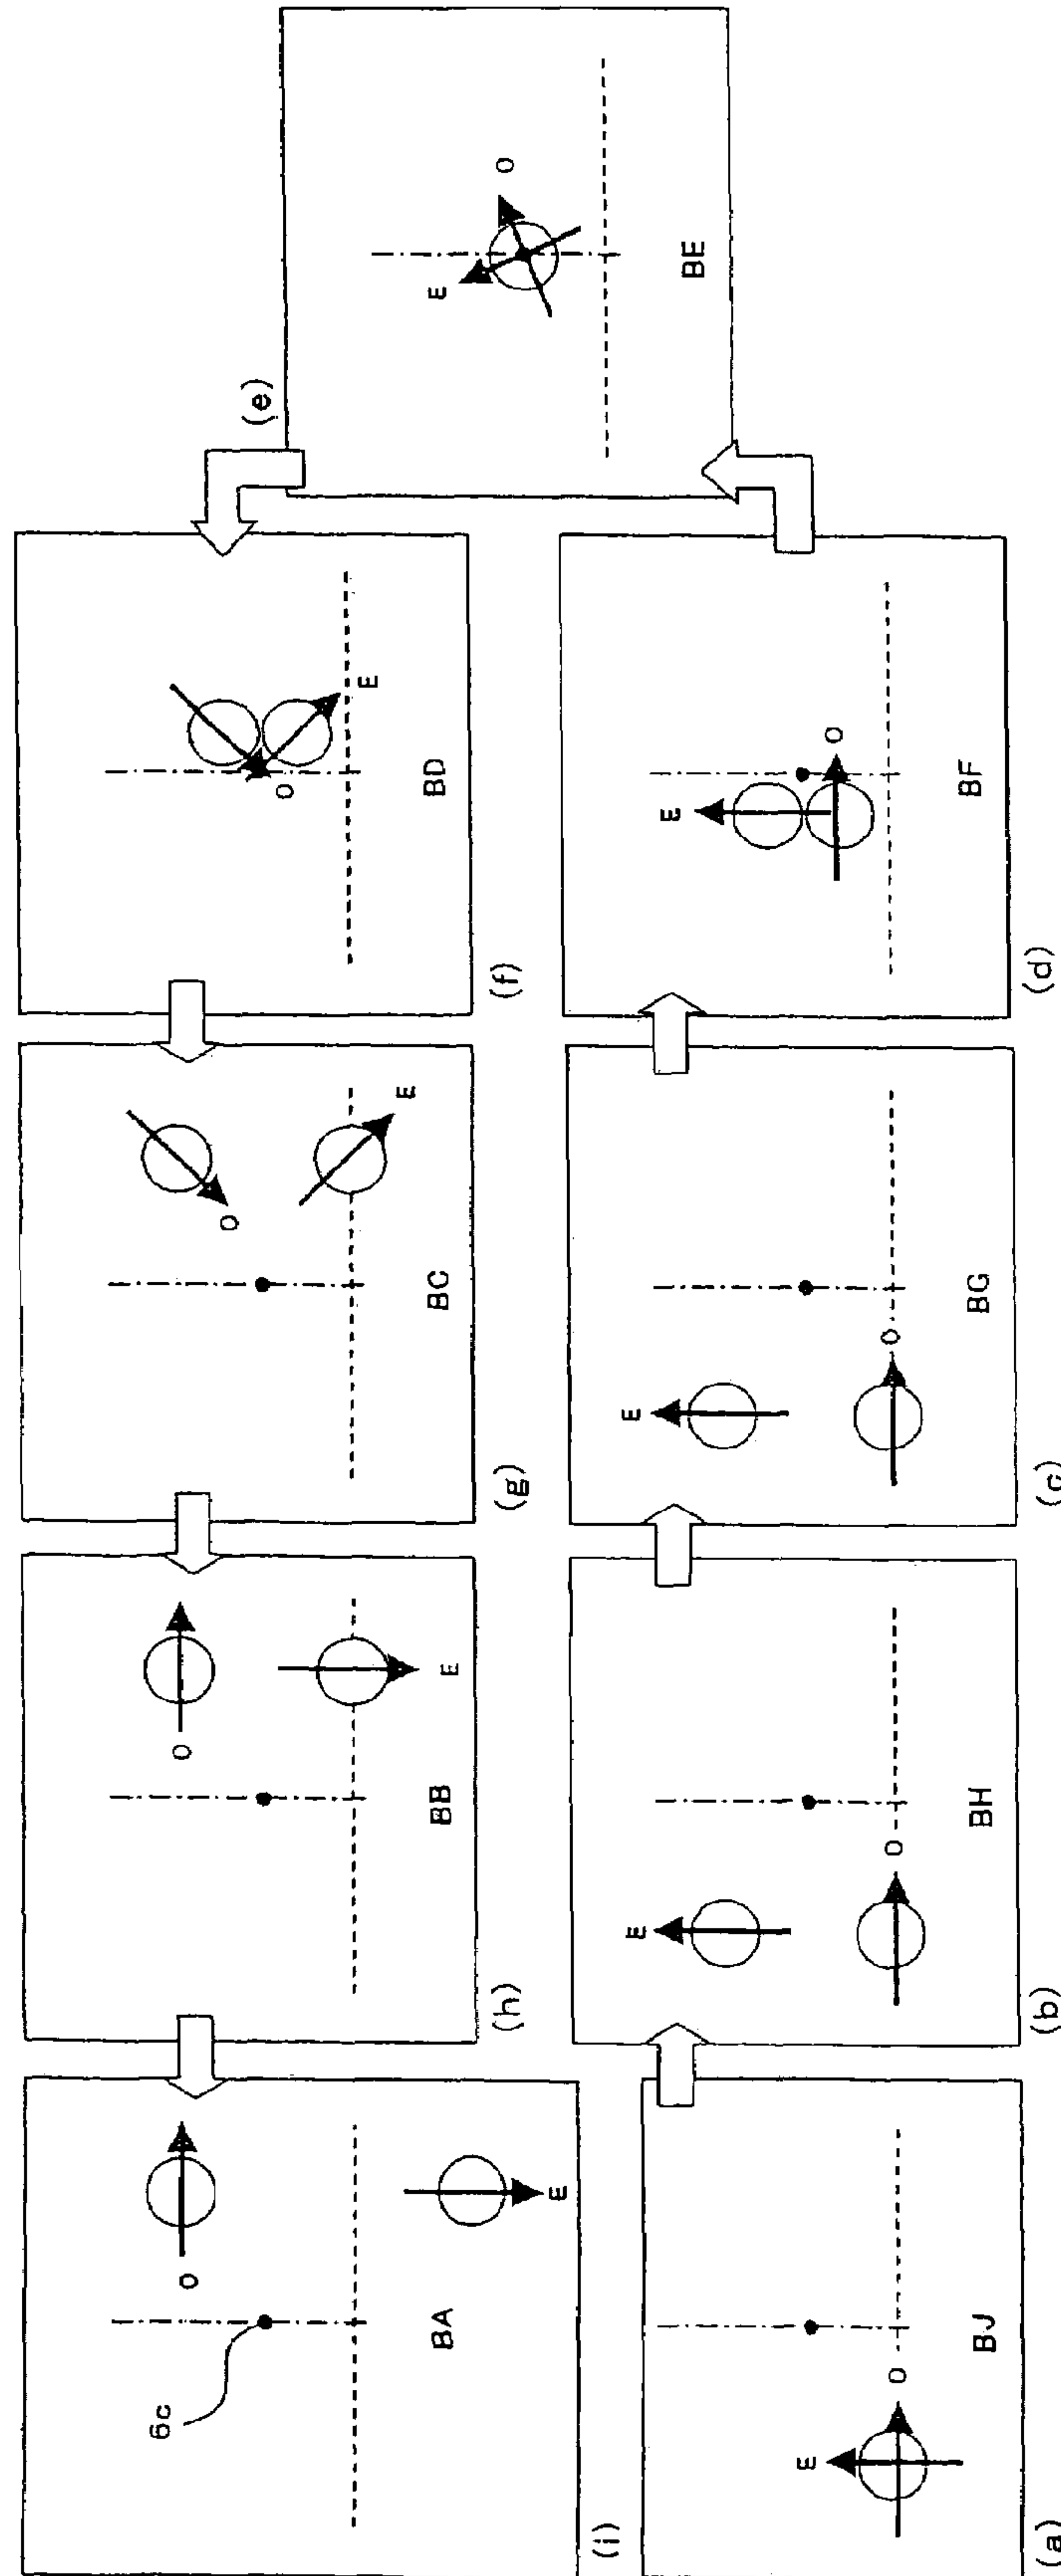 6c
O
BA
E
(i)
O
BB
E
(h)
O
E
BC
(g)
O
E
BD
(f)
(e)
E
O
BE
E
O
BJ
(a)
E
O
BH
(b)
E
O
BG
(c)
E
O
BF
(d)